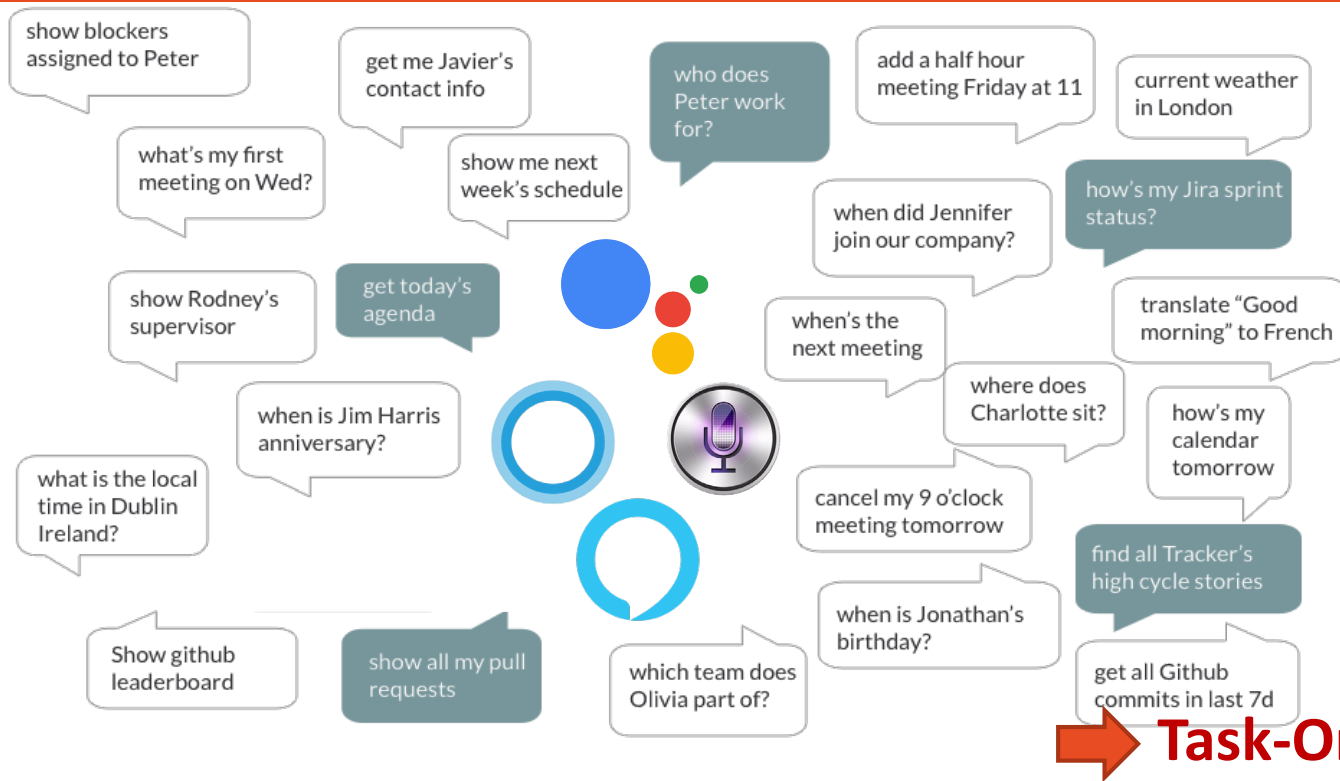 show blockers
assigned to Peter
get me Javier's
contact info
who does
Peter work
for?
add a half hour
meeting Friday at 11
current weather
in London
what's my first
meeting on Wed?
show me next
week's schedule
when did Jennifer
join our company?
how's my Jira sprint
status?
show Rodney's
supervisor
get today's
agenda
when's the
next meeting
translate “Good
morning” to French
when is Jim Harris
anniversary?
where does
Charlotte sit?
how's my
calendar
tomorrow
what is the local
time in Dublin
Ireland?
cancel my 9 o'clock
meeting tomorrow
find all Tracker's
high cycle stories
when is Jonathan's
birthday?
Show github
leaderboard
show all my pull
requests
which team does
Olivia part of?
get all Github
commits in last 7d
Task-Or